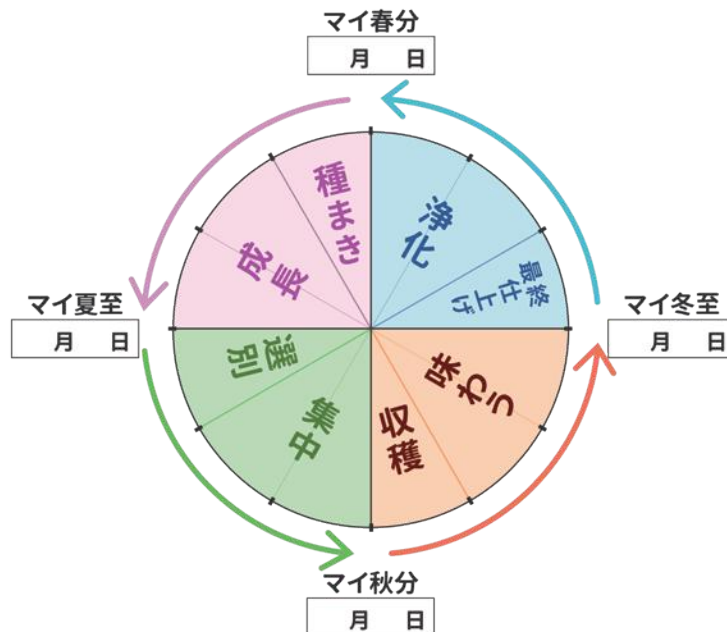 マイ春分
月 日
種まき
浄化
成長
最終
仕上げ
マイ夏至
月 日
マイ冬至
月 日
選別
味わう
集中
収穫
マイ秋分
月 日